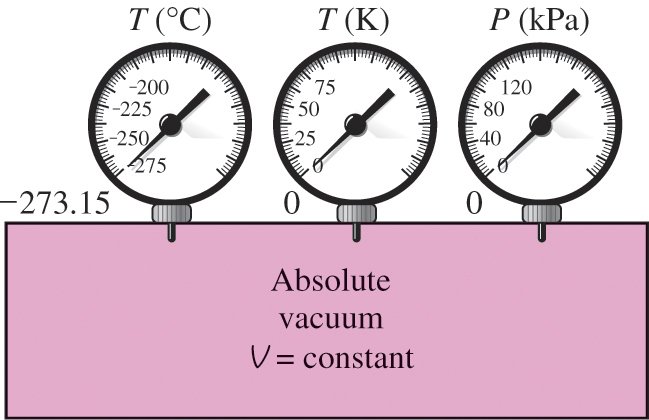 T (°C) T (K) P (kPa)
-200 75 120
-225 50 80
-250 25 40
-275 0 0
−273.15 0 0
Absolute
vacuum
V = constant